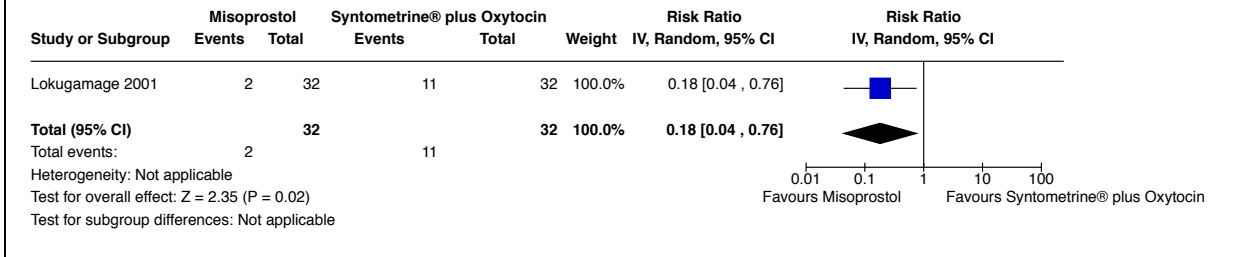 Misoprostol Syntometrine® plus Oxytocin Risk Ratio Risk Ratio
Study or Subgroup Events Total Events Total Weight IV, Random, 95% CI IV, Random, 95% CI
Lokugamage 2001 2 32 11 32 100.0% 0.18 [0.04 , 0.76]
Total (95% CI) 32 32 100.0% 0.18 [0.04 , 0.76]
Total events: 2 11
Heterogeneity: Not applicable
0.01 0.1 1 10 100
Test for overall effect: Z = 2.35 (P = 0.02)
Favours Misoprostol Favours Syntometrine® plus Oxytocin
Test for subgroup differences: Not applicable